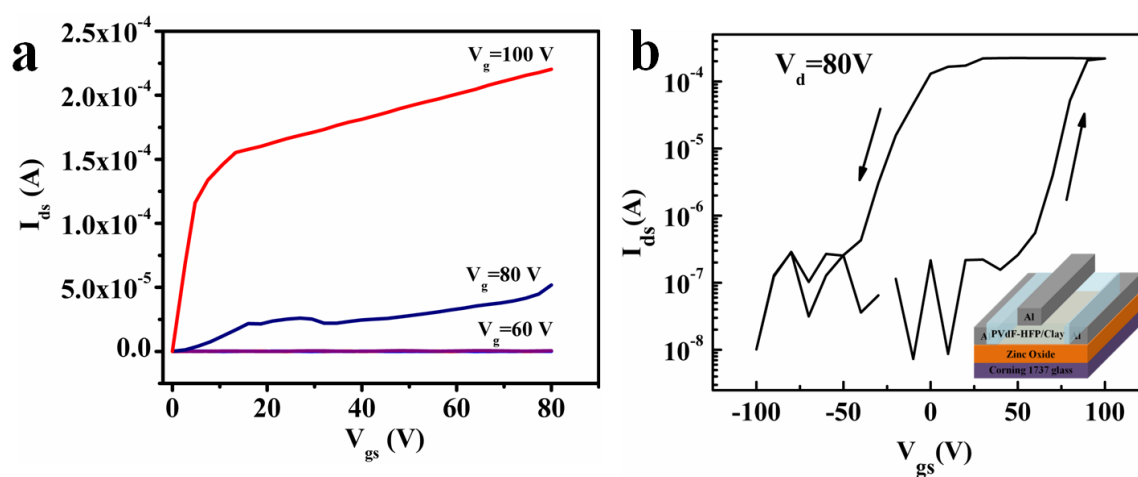 a
2.5x10⁻⁴
2.0x10⁻⁴
1.5x10⁻⁴
1.0x10⁻⁴
5.0x10⁻⁵
0.0
I_ds (A)
V_g=100 V
V_g=80 V
V_g=60 V
0 20 40 60 80
V_gs (V)
b
V_d=80V
10⁻⁴
10⁻⁵
10⁻⁶
10⁻⁷
10⁻⁸
I_ds(A)
-100 -50 0 50 100
V_gs(V)
Al
PVdF-HFP/Clay
Zinc Oxide
Corning 1737 glass